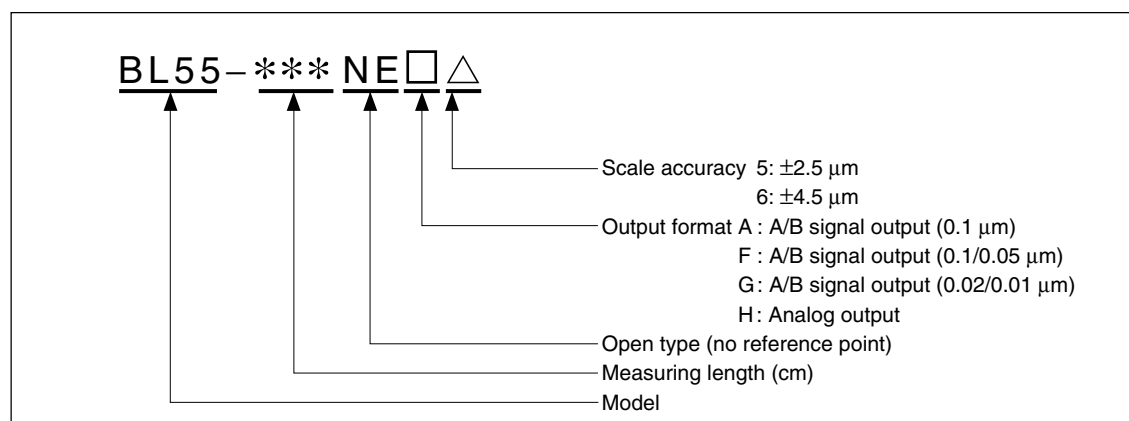 BL55-***NE□△
Scale accuracy 5: ±2.5 μm
6: ±4.5 μm
Output format A : A/B signal output (0.1 μm)
F : A/B signal output (0.1/0.05 μm)
G : A/B signal output (0.02/0.01 μm)
H : Analog output
Open type (no reference point)
Measuring length (cm)
Model